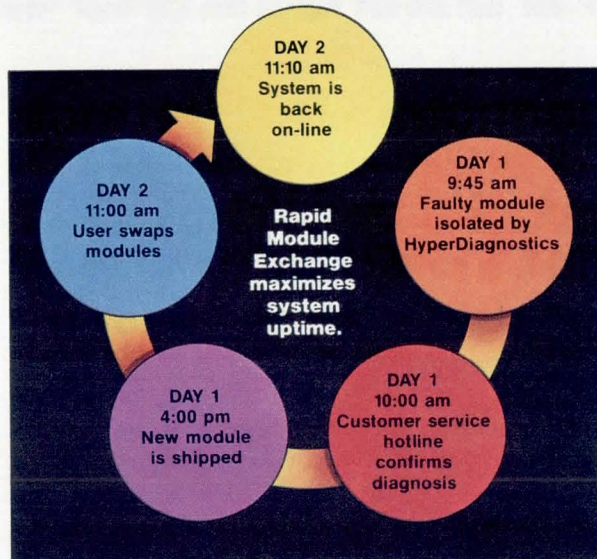 DAY 2
11:10 am
System is
back
on-line
DAY 1
9:45 am
Faulty module
isolated by
HyperDiagnostics
DAY 1
10:00 am
Customer service
hotline
confirms
diagnosis
DAY 1
4:00 pm
New module
is shipped
DAY 2
11:00 am
User swaps
modules
Rapid
Module
Exchange
maximizes
system
uptime.